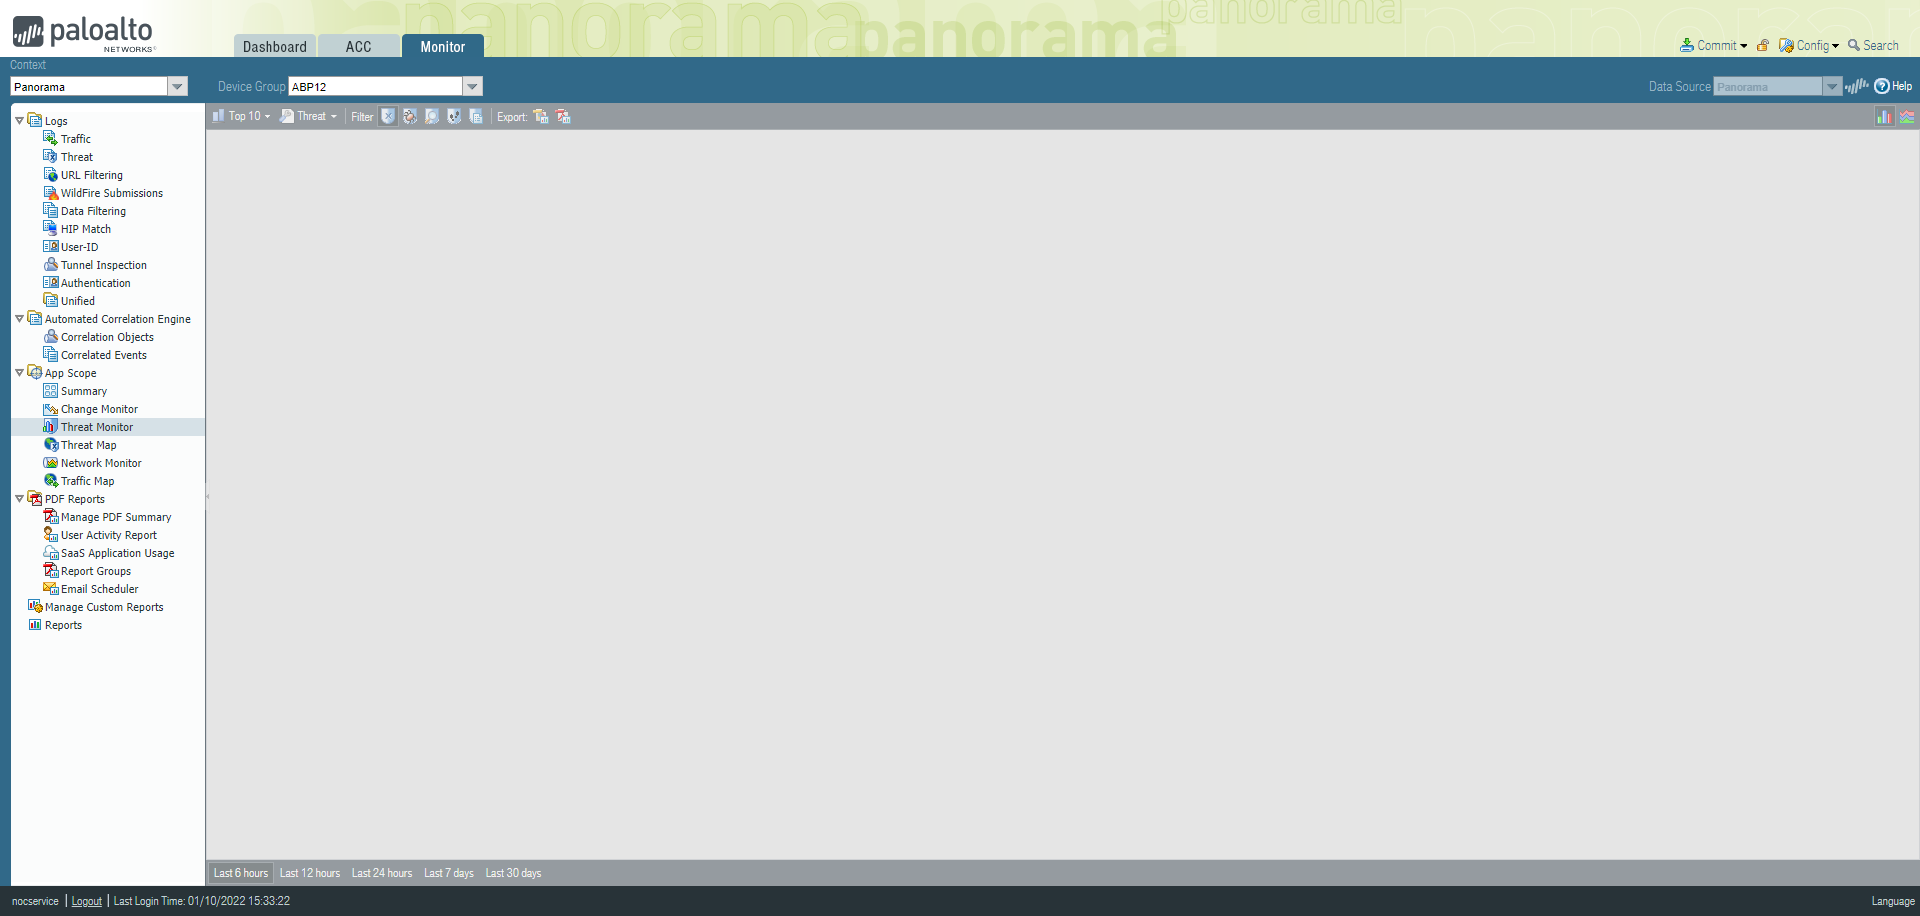 panorama
panorama
panorama
panorama
paloalto
NETWORKS®
Dashboard
ACC
Monitor
Commit
Config
Search
Context
Panorama
Device Group
ABP12
Data Source
Panorama
Help
Top 10
Threat
Filter
Export:
Logs
Traffic
Threat
URL Filtering
WildFire Submissions
Data Filtering
HIP Match
User-ID
Tunnel Inspection
Authentication
Unified
Automated Correlation Engine
Correlation Objects
Correlated Events
App Scope
Summary
Change Monitor
Threat Monitor
Threat Map
Network Monitor
Traffic Map
PDF Reports
Manage PDF Summary
User Activity Report
SaaS Application Usage
Report Groups
Email Scheduler
Manage Custom Reports
Reports
Last 6 hours
Last 12 hours
Last 24 hours
Last 7 days
Last 30 days
nocservice
Logout
Last Login Time: 01/10/2022 15:33:22
Language